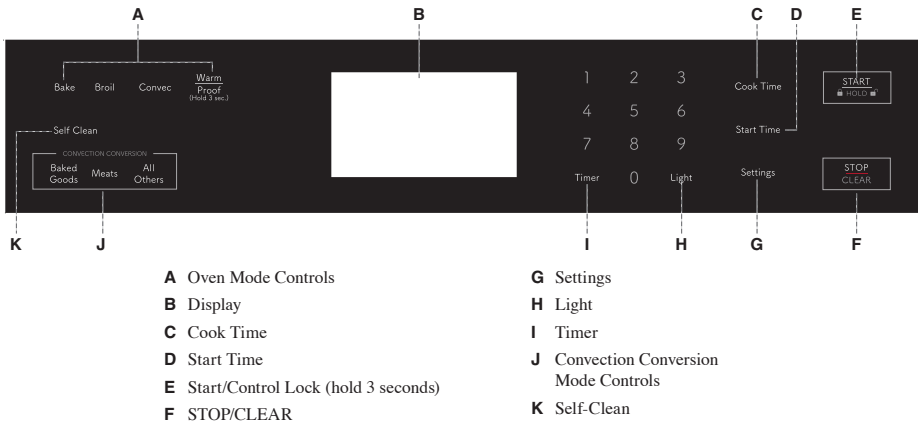 A B C D E
Bake Broil Convec Warm
Proof
(Hold 3 sec.)
Self Clean
CONVECTION CONVERSION
Baked Goods Meats All Others
1 2 3
4 5 6
7 8 9
Timer 0 Light
Cook Time
Start Time
Settings
START
HOLD
STOP
CLEAR
K J I H G F
A Oven Mode Controls
B Display
C Cook Time
D Start Time
E Start/Control Lock (hold 3 seconds)
F STOP/CLEAR
G Settings
H Light
I Timer
J Convection Conversion
Mode Controls
K Self-Clean